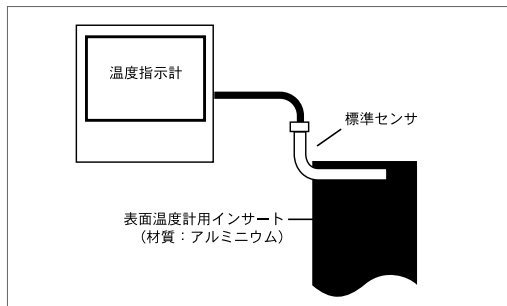 温度指示計
標準センサ
表面温度計用インサート
（材質：アルミニウム）